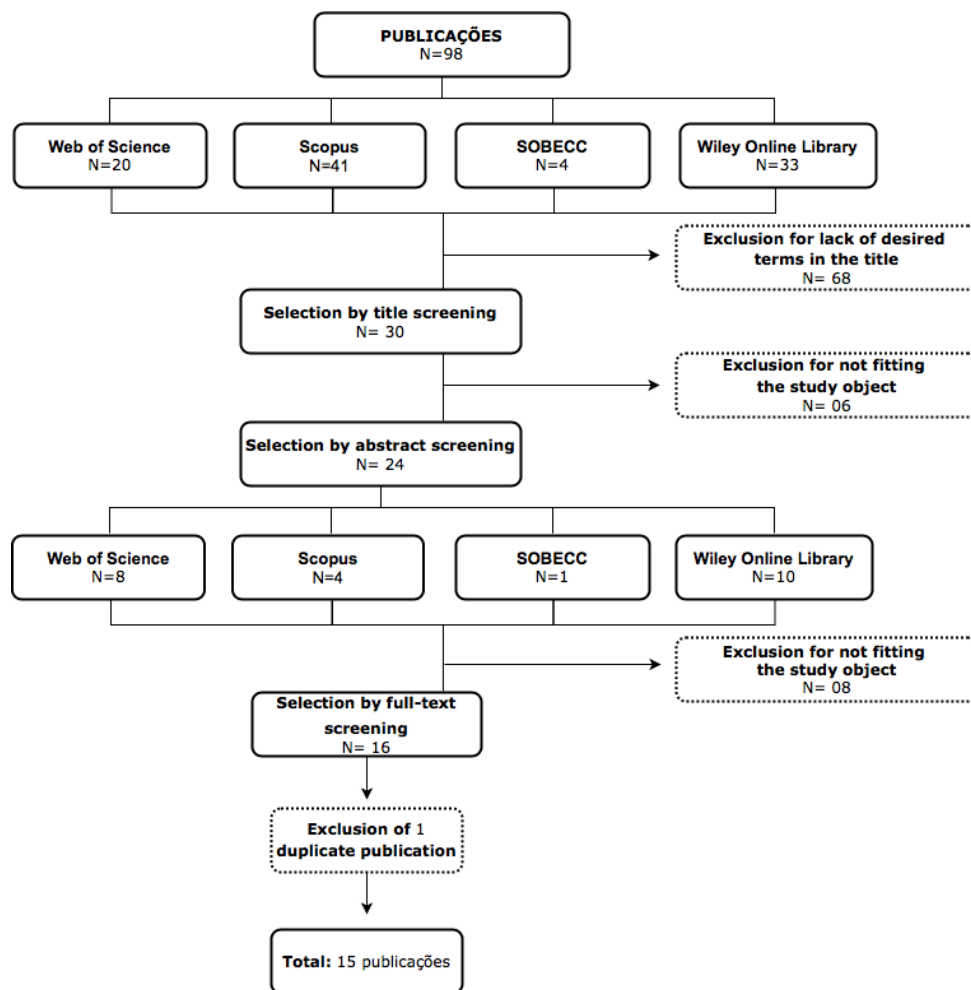 PUBLICAÇÕES
N=98
Web of Science
N=20
Scopus
N=41
SOBECC
N=4
Wiley Online Library
N=33
Exclusion for lack of desired
terms in the title
N= 68
Selection by title screening
N= 30
Exclusion for not fitting
the study object
N= 06
Selection by abstract screening
N= 24
Web of Science
N=8
Scopus
N=4
SOBECC
N=1
Wiley Online Library
N=10
Exclusion for not fitting
the study object
N= 08
Selection by full-text
screening
N= 16
Exclusion of 1
duplicate publication
Total: 15 publicações